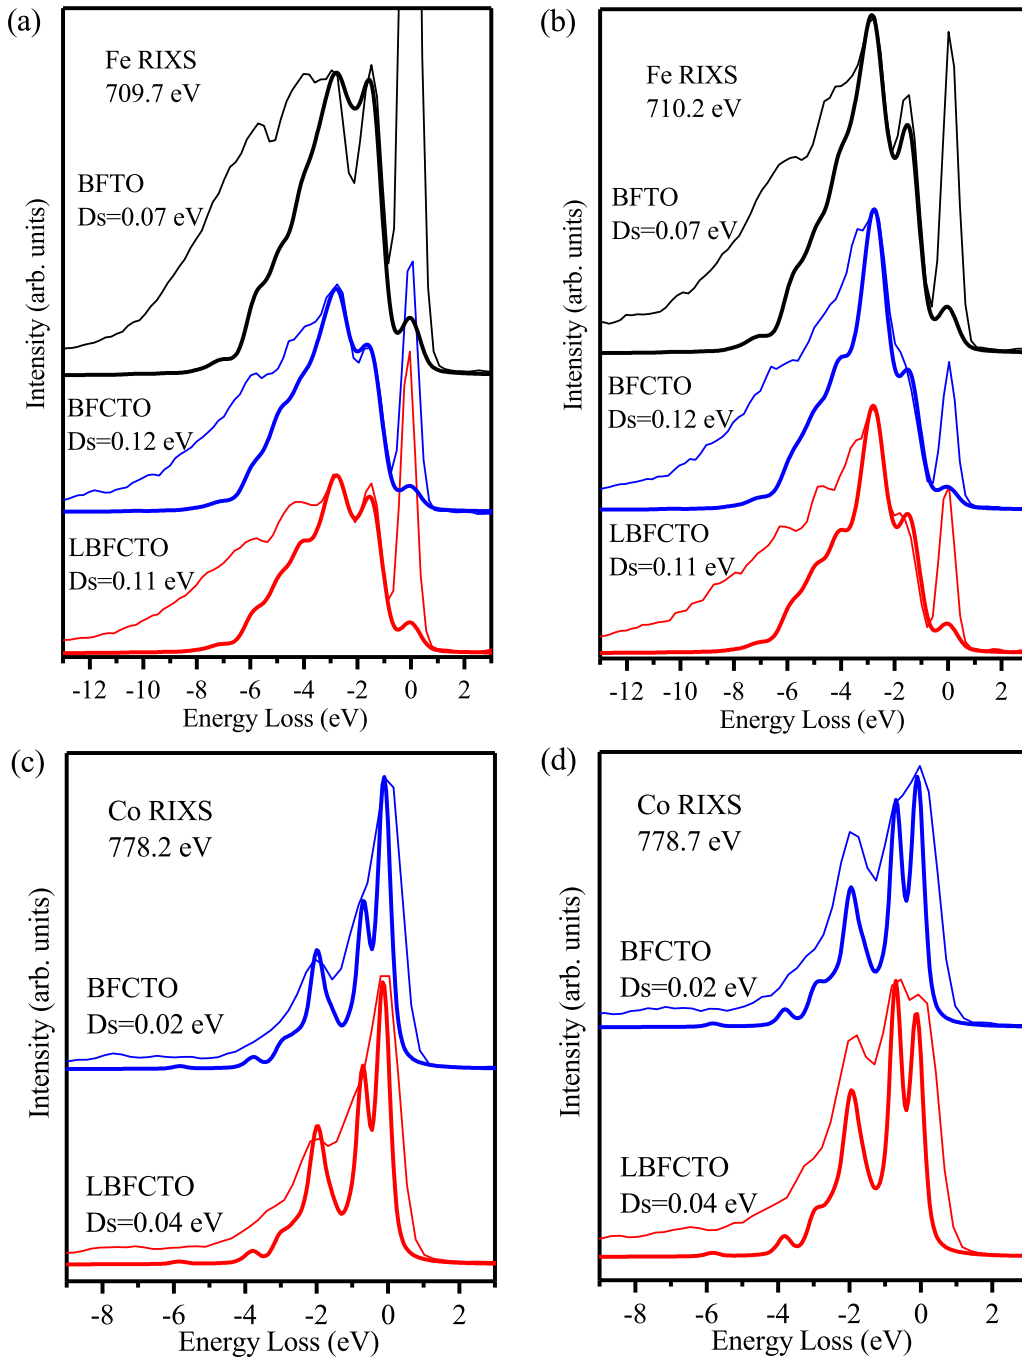 (a)
Fe RIXS
709.7 eV
BFTO
Ds=0.07 eV
BFCTO
Ds=0.12 eV
LBFCTO
Ds=0.11 eV
Intensity (arb. units)
-12 -10 -8 -6 -4 -2 0 2
Energy Loss (eV)
(b)
Fe RIXS
710.2 eV
BFTO
Ds=0.07 eV
BFCTO
Ds=0.12 eV
LBFCTO
Ds=0.11 eV
Intensity (arb. units)
-12 -10 -8 -6 -4 -2 0 2
Energy Loss (eV)
(c)
Co RIXS
778.2 eV
BFCTO
Ds=0.02 eV
LBFCTO
Ds=0.04 eV
Intensity (arb. units)
-8 -6 -4 -2 0 2
Energy Loss (eV)
(d)
Co RIXS
778.7 eV
BFCTO
Ds=0.02 eV
LBFCTO
Ds=0.04 eV
Intensity (arb. units)
-8 -6 -4 -2 0 2
Energy Loss (eV)